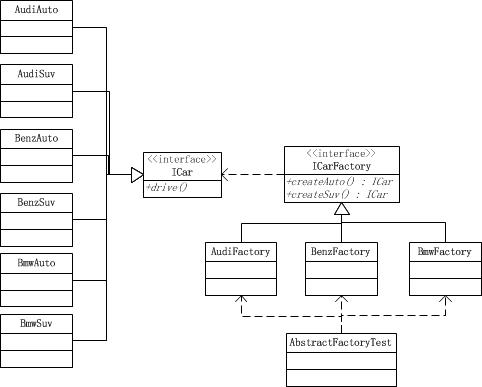 AudiAuto
AudiSuv
BenzAuto
BenzSuv
BmwAuto
BmwSuv
<<interface>>
ICar
+drive()
<<interface>>
ICarFactory
+createAuto() : ICar
+createSuv() : ICar
AudiFactory
BenzFactory
BmwFactory
AbstractFactoryTest